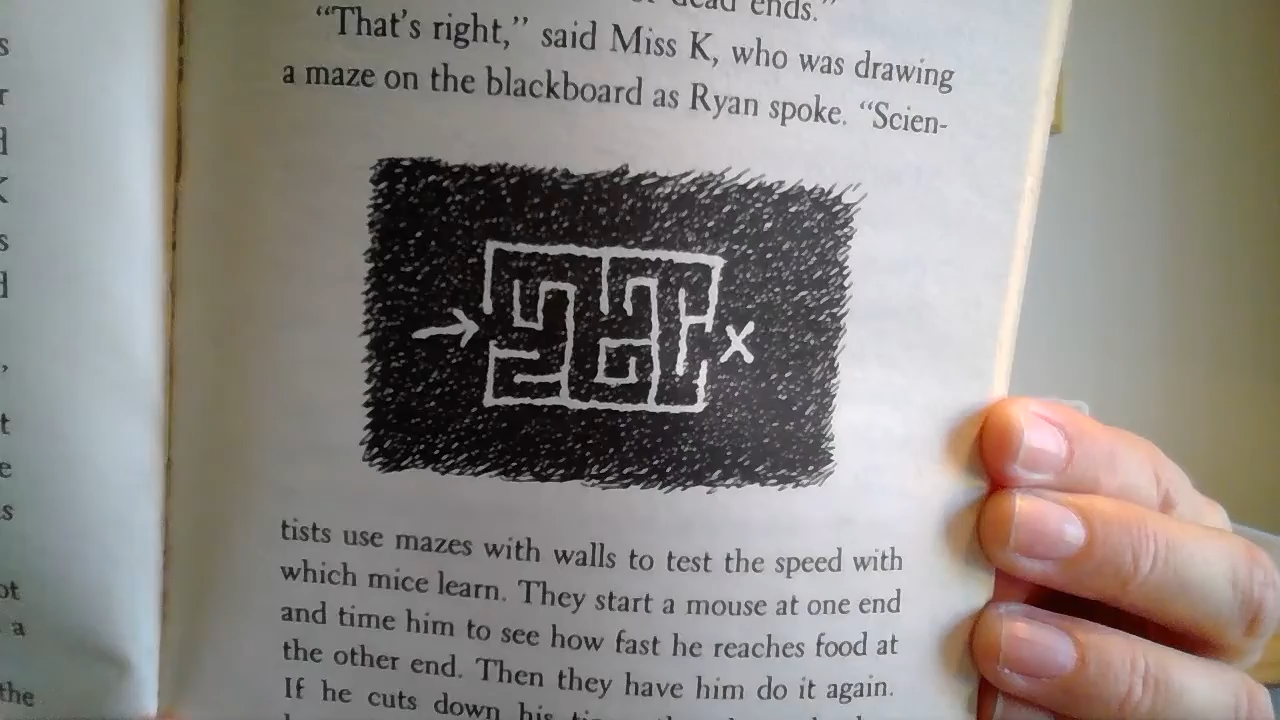 dead ends."
"That's right," said Miss K, who was drawing
a maze on the blackboard as Ryan spoke. "Scien-
x
tists use mazes with walls to test the speed with
which mice learn. They start a mouse at one end
and time him to see how fast he reaches food at
the other end. Then they have him do it again.
If he cuts down his